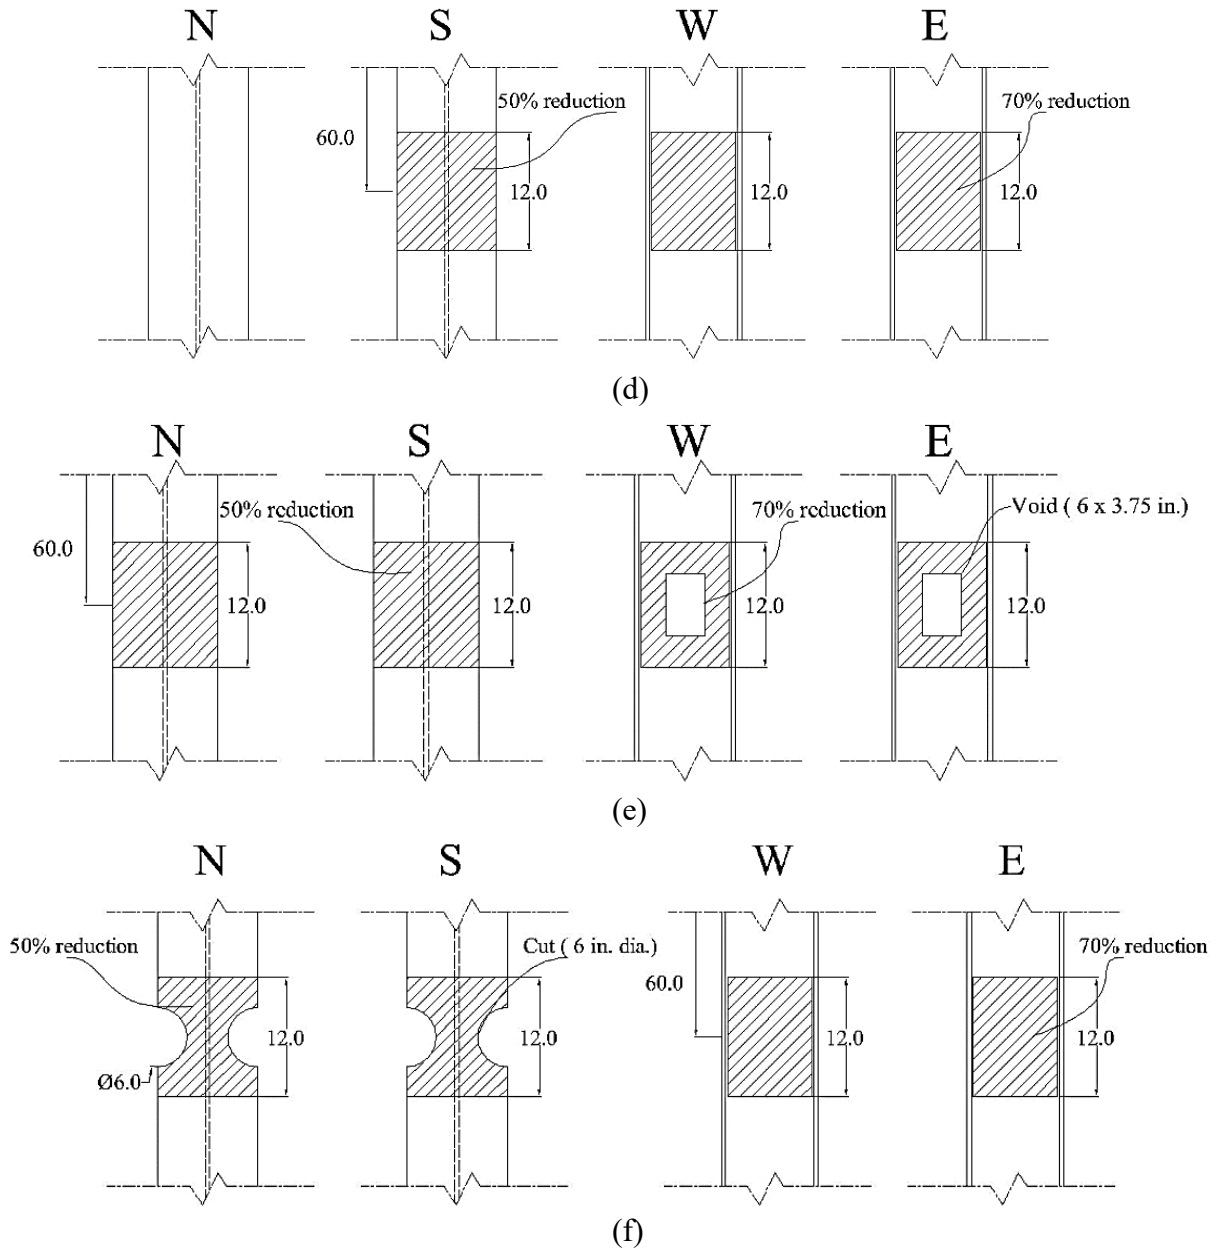 N S W E
50% reduction 70% reduction
60.0
12.0 12.0 12.0
(d)
N S W E
50% reduction 70% reduction Void ( 6 x 3.75 in.)
60.0
12.0 12.0 12.0 12.0
(e)
N S W E
50% reduction Cut ( 6 in. dia.) 70% reduction
60.0
12.0 12.0 12.0 12.0
Ø6.0
(f)